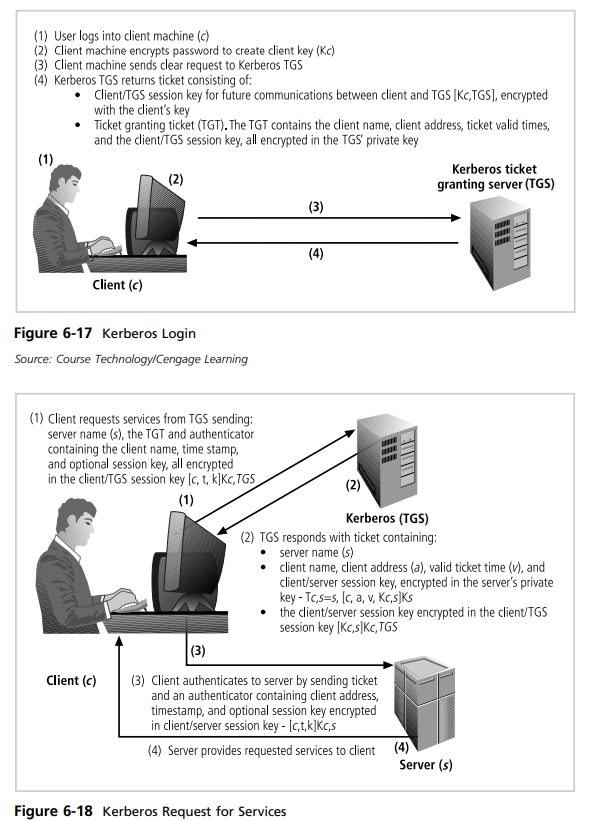 (1) User logs into client machine (c)
(2) Client machine encrypts password to create client key (Kc)
(3) Client machine sends clear request to Kerberos TGS
(4) Kerberos TGS returns ticket consisting of:
• Client/TGS session key for future communications between client and TGS [Kc,TGS], encrypted
with the client's key
• Ticket granting ticket (TGT). The TGT contains the client name, client address, ticket valid times,
and the client/TGS session key, all encrypted in the TGS' private key
(1)
(2)
Kerberos ticket
granting server (TGS)
(3)
(4)
Client (c)
Figure 6-17 Kerberos Login
Source: Course Technology/Cengage Learning
(1) Client requests services from TGS sending:
server name (s), the TGT and authenticator
containing the client name, time stamp,
and optional session key, all encrypted
in the client/TGS session key [c, t, k]Kc,TGS
(1)
(2)
Kerberos (TGS)
(2) TGS responds with ticket containing:
• server name (s)
• client name, client address (a), valid ticket time (v), and
client/server session key, encrypted in the server's private
key - Tc,s=s, [c, a, v, Kc,s]Ks
• the client/server session key encrypted in the client/TGS
session key [Kc,s]Kc,TGS
(3)
Client (c)
(3) Client authenticates to server by sending ticket
and an authenticator containing client address,
timestamp, and optional session key encrypted
in client/server session key - [c,t,k]Kc,s
(4) Server provides requested services to client
(4)
Server (s)
Figure 6-18 Kerberos Request for Services